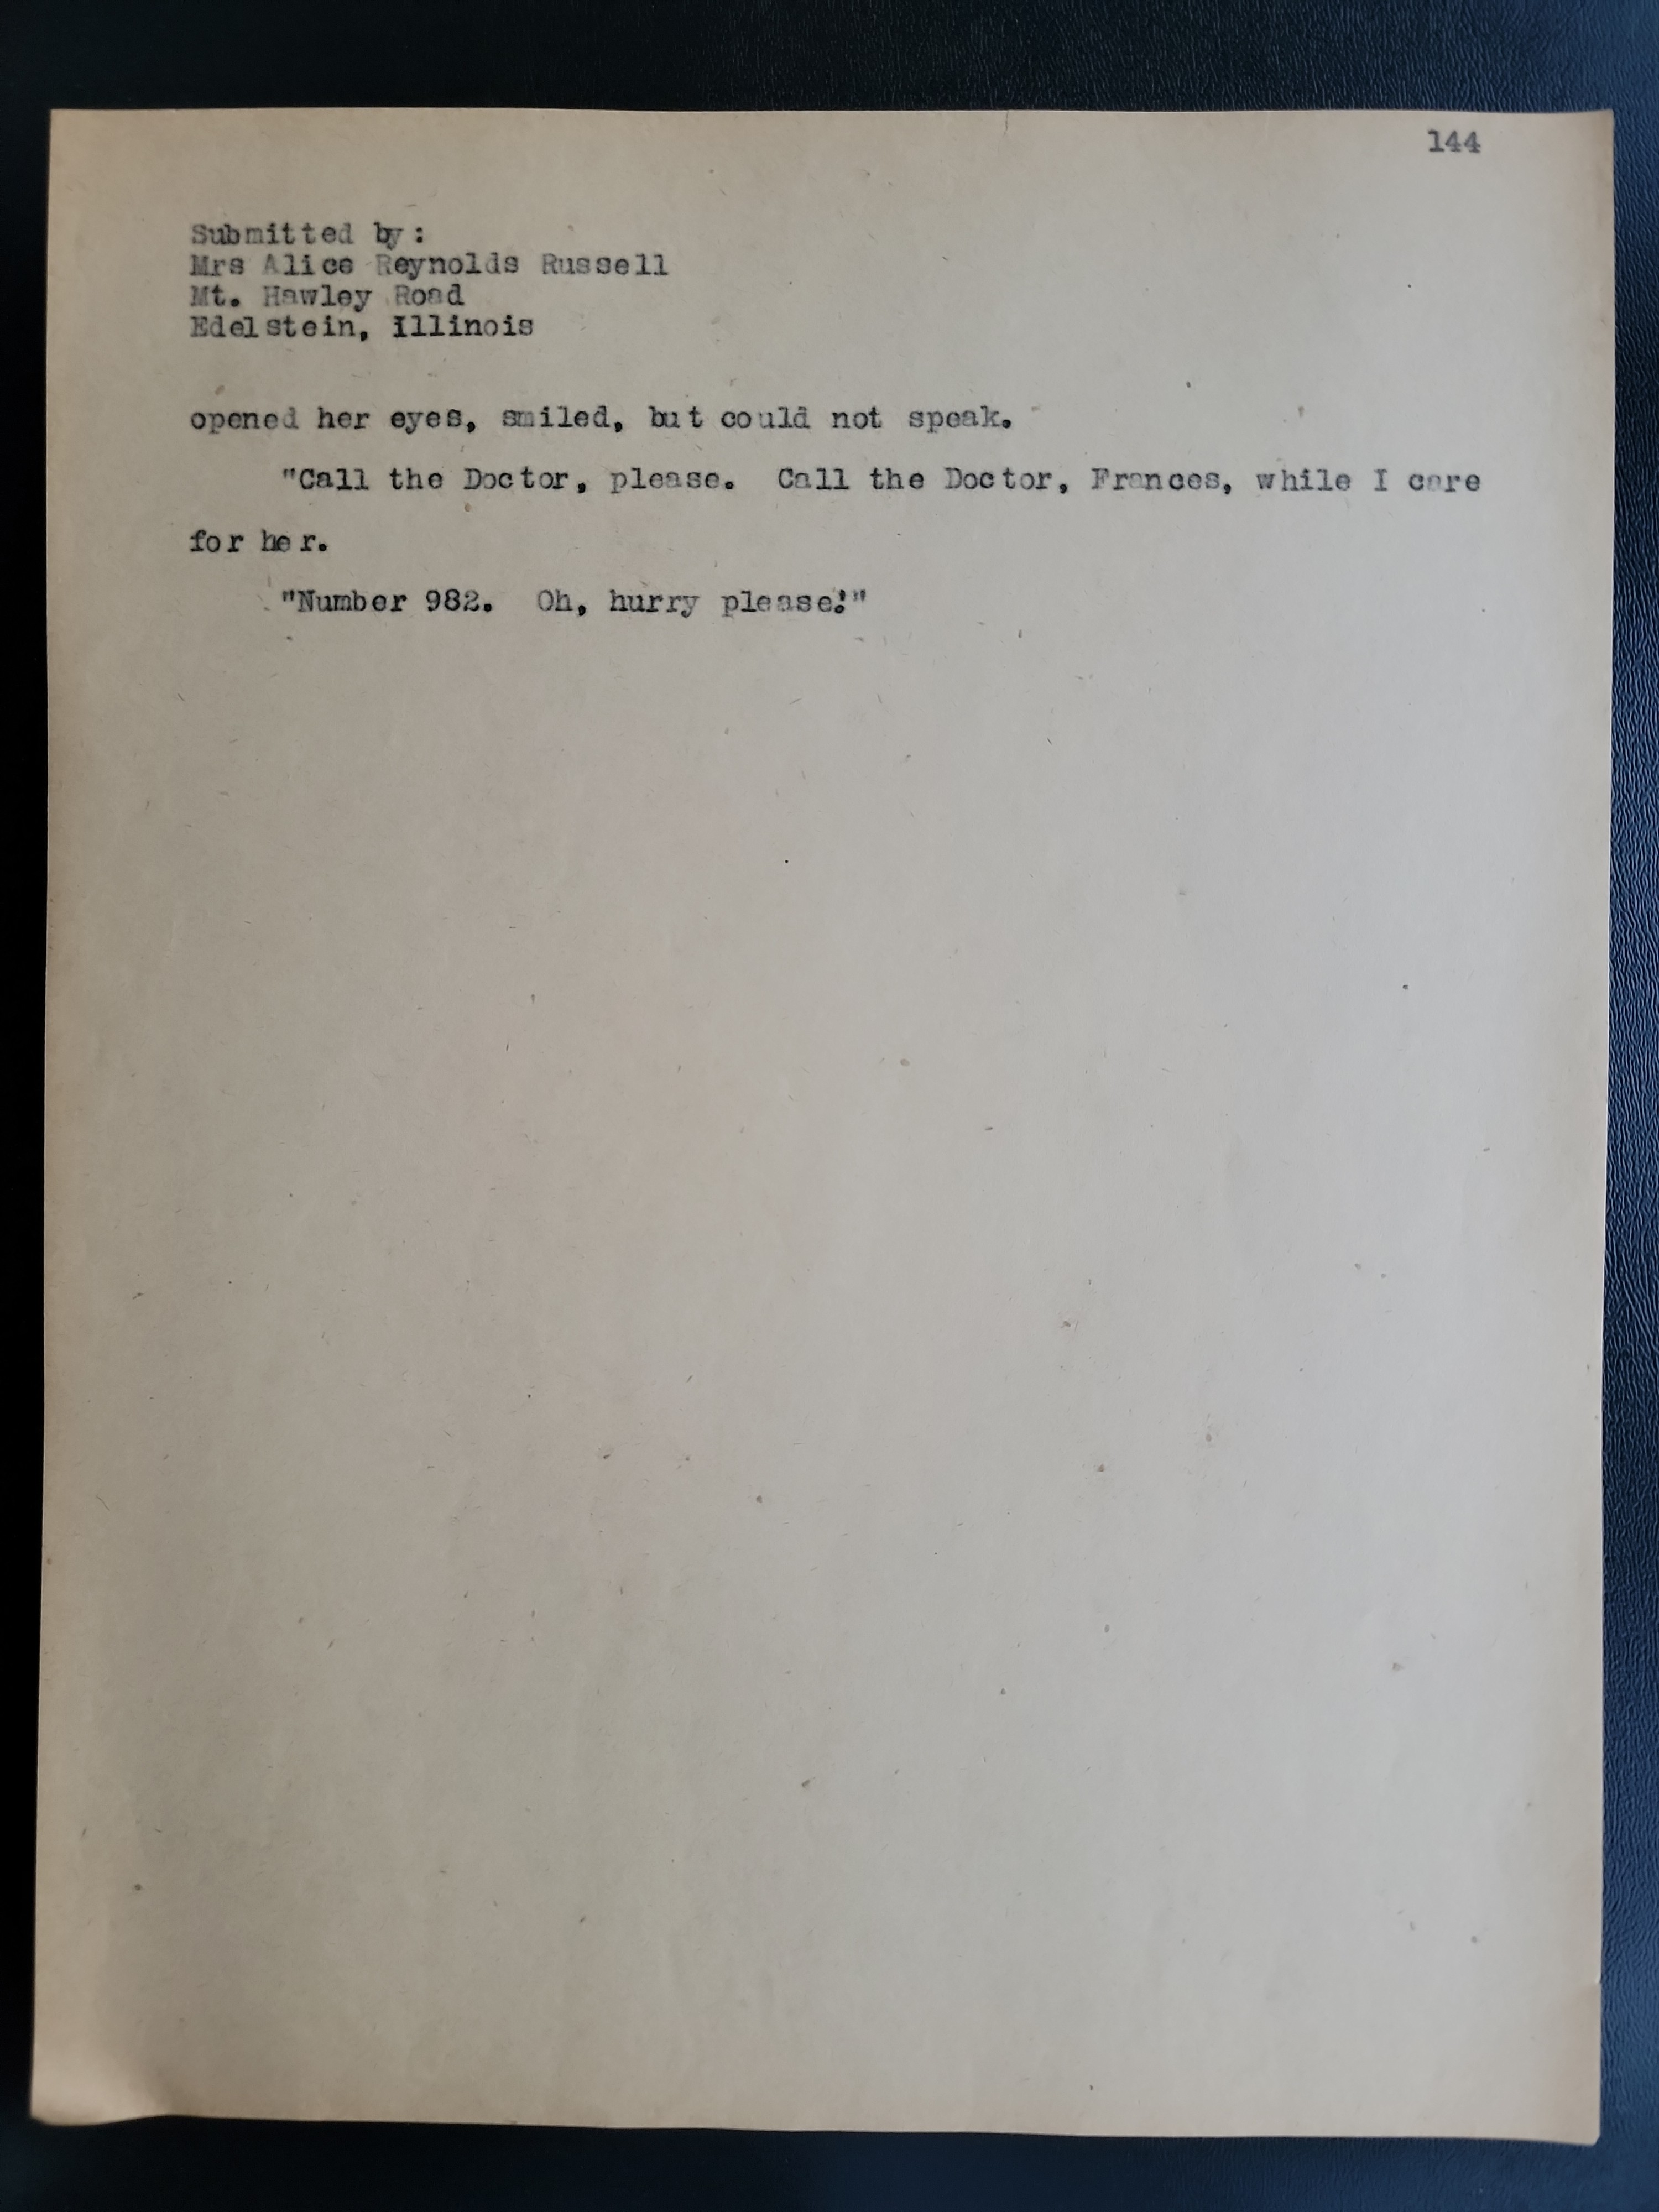 144
Submitted by:
Mrs Alice Reynolds Russell
Mt. Hawley Road
Edelstein, Illinois
opened her eyes, smiled, but could not speak.
"Call the Doctor, please. Call the Doctor, Frances, while I care
for her.
"Number 982. Oh, hurry please!"